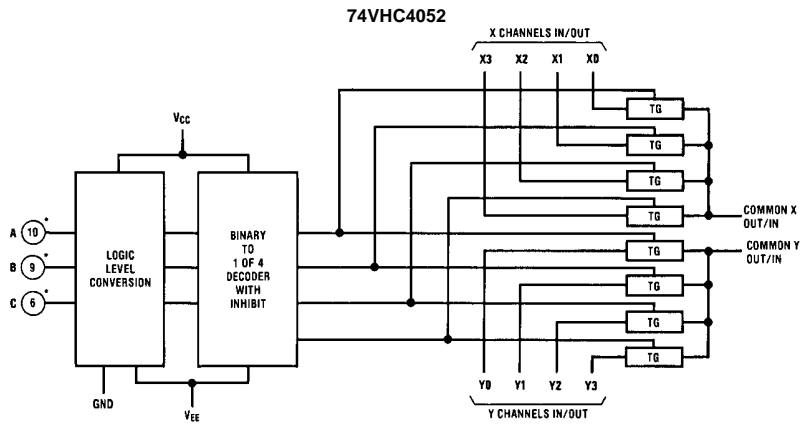 74VHC4052
X CHANNELS IN/OUT
X3 X2 X1 X0
TG
TG
TG
TG
COMMON X
OUT/IN
COMMON Y
OUT/IN
TG
TG
TG
TG
VCC
A 10 *
B 9 *
C 6 *
LOGIC
LEVEL
CONVERSION
BINARY
TO
1 OF 4
DECODER
WITH
INHIBIT
GND
VEE
Y0 Y1 Y2 Y3
Y CHANNELS IN/OUT